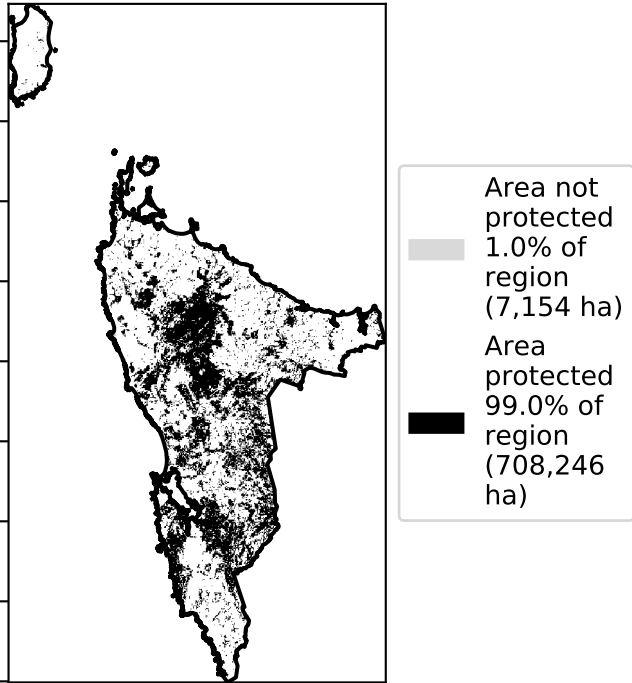 Area not
protected
1.0% of
region
(7,154 ha)
Area
protected
99.0% of
region
(708,246
ha)